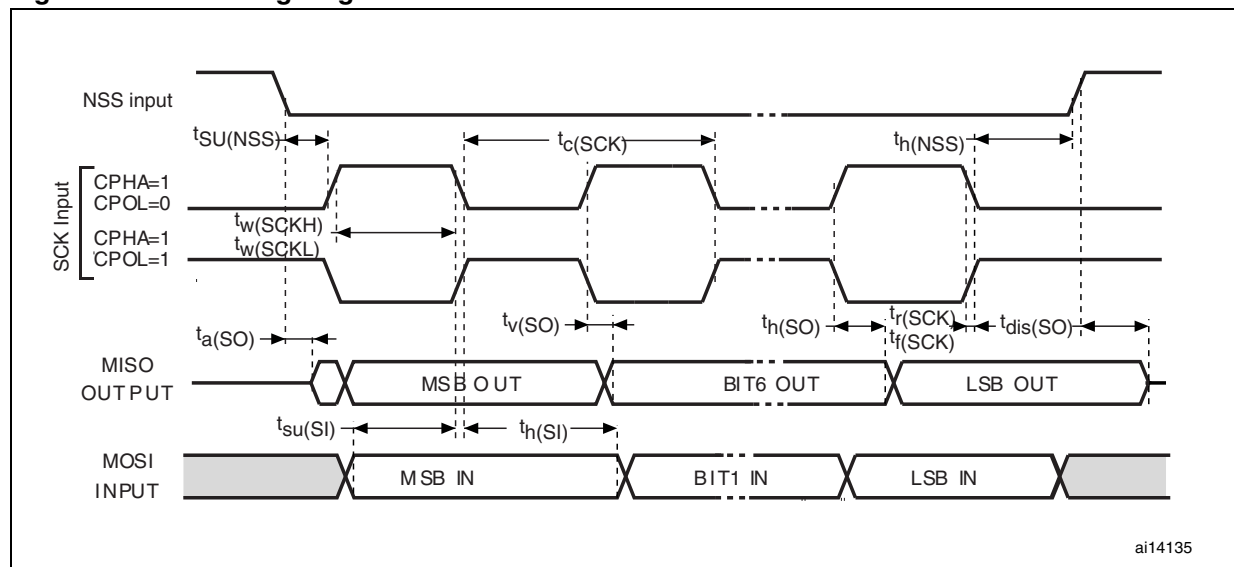 NSS input
tSU(NSS)
tc(SCK)
th(NSS)
SCK Input
CPHA=1
CPOL=0
tw(SCKH)
CPHA=1
tw(SCKL)
CPOL=1
ta(SO)
tv(SO)
th(SO)
tr(SCK)
tf(SCK)
tdis(SO)
MISO
OUTPUT
MSB OUT
BIT6 OUT
LSB OUT
tsu(SI)
th(SI)
MOSI
INPUT
MSB IN
BIT1 IN
LSB IN
ai14135